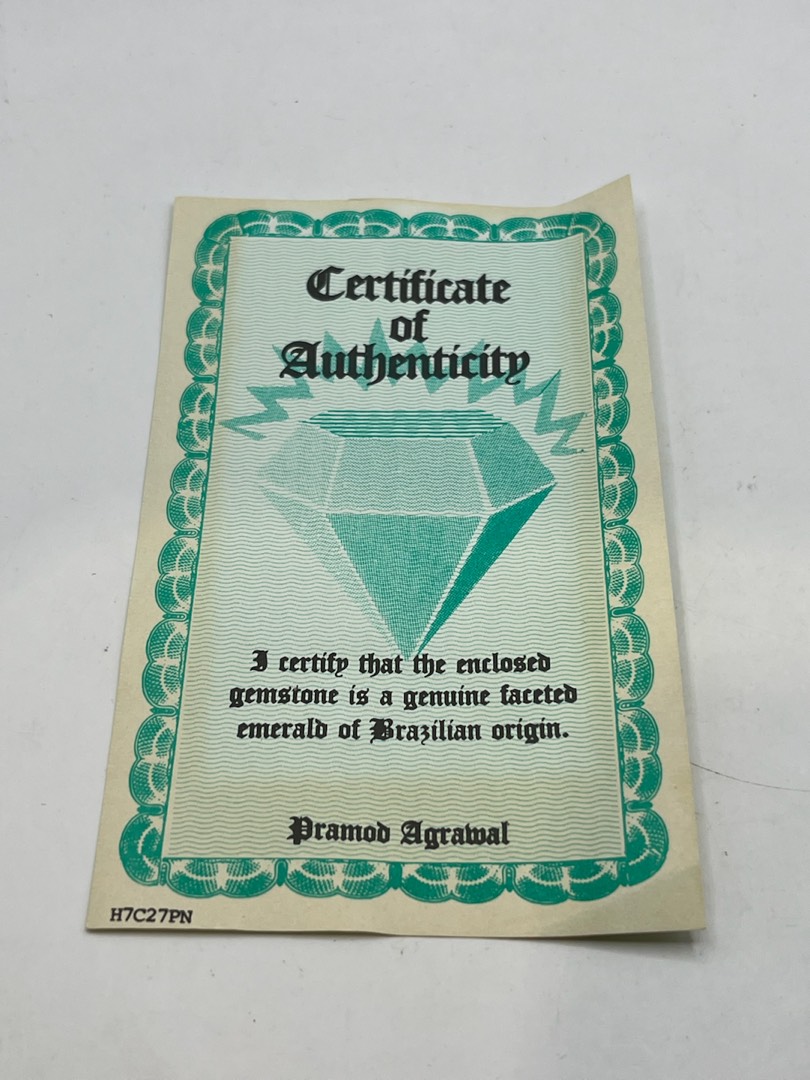 Certificate
of
Authenticity
I certify that the enclosed
gemstone is a genuine faceted
emerald of Brazilian origin.
Pramod Agrawal
H7C27PN